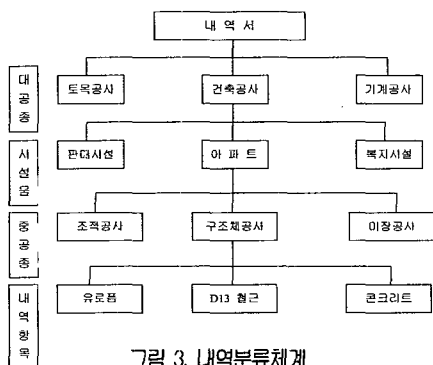 내 역 서
대공종
토목공사 건축공사 기계공사
시설물
판매시설 아 파 트 복지시설
중공종
조적공사 구조체공사 미장공사
내역항목
유로폼 D13 철근 콘크리트
그림 3. 내역분류체계